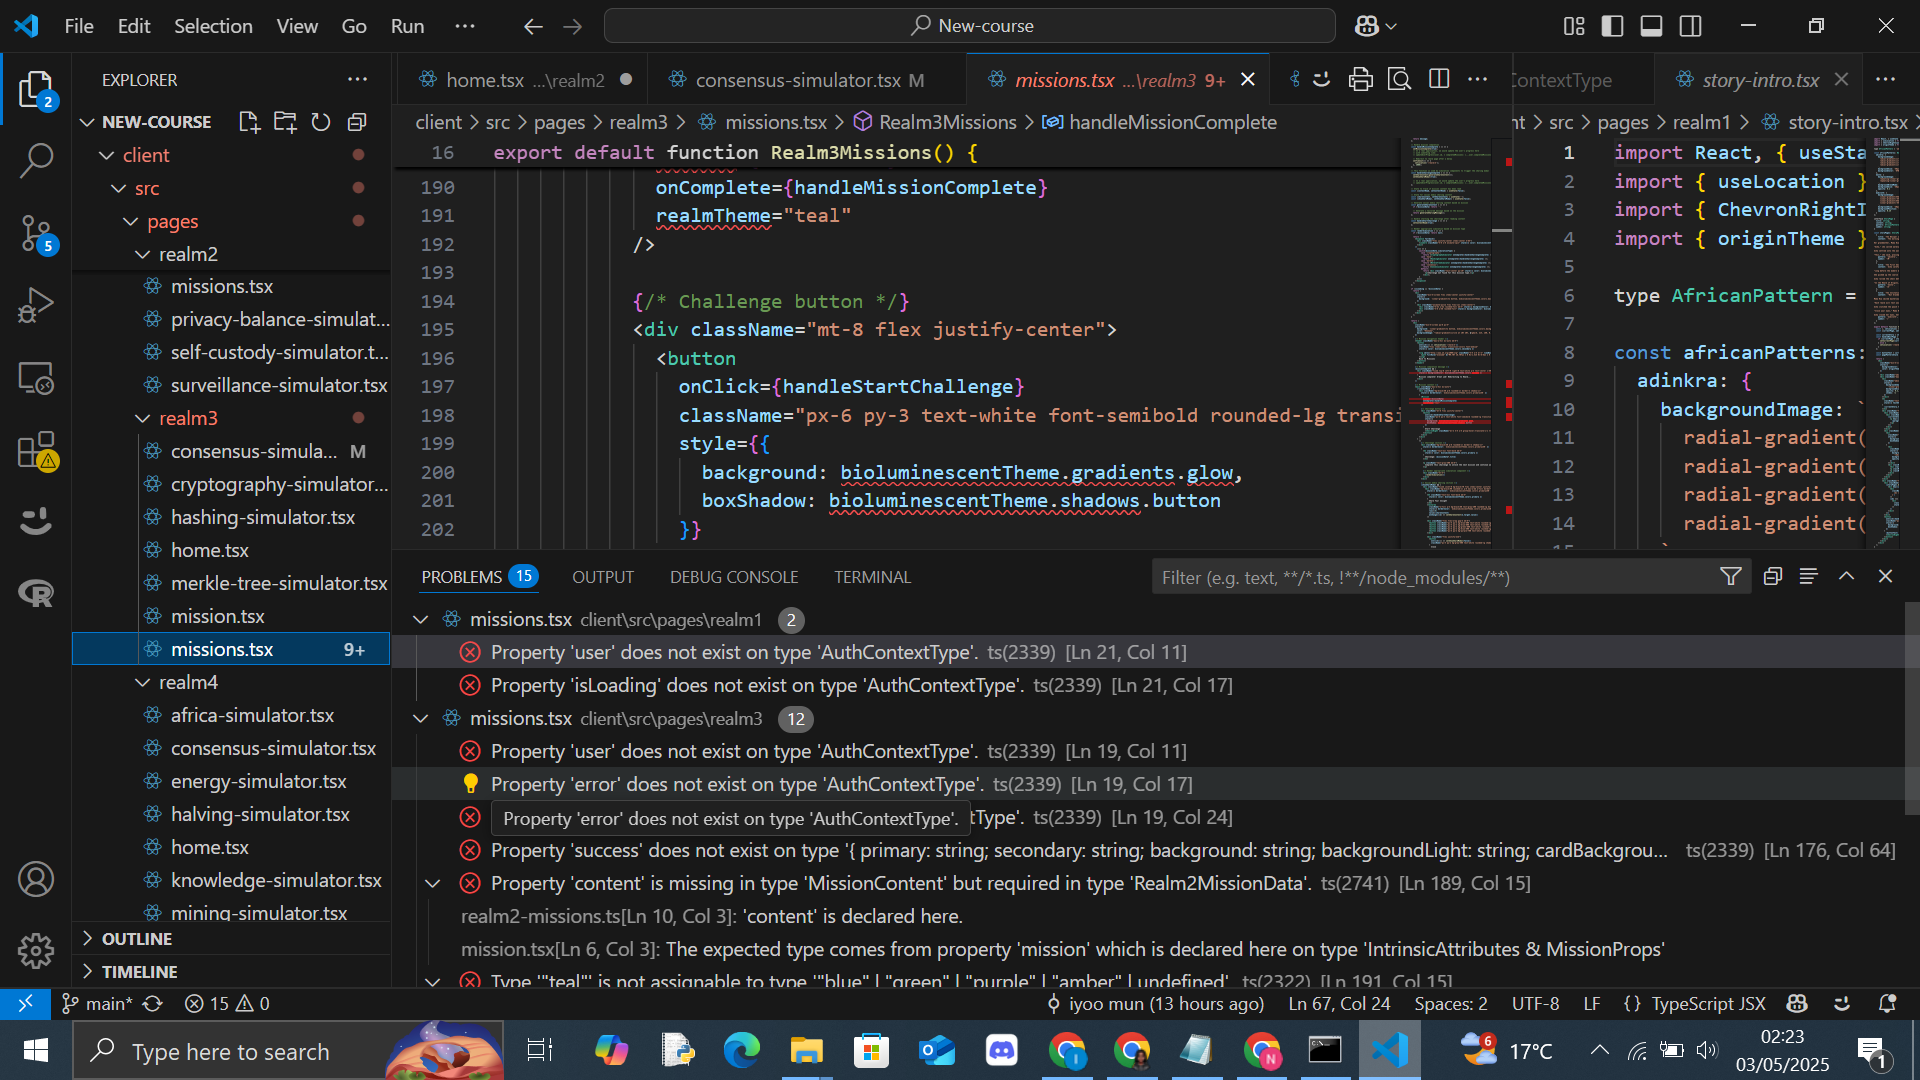 File Edit Selection View Go Run ···
New-course
EXPLORER
NEW-COURSE
client
src
pages
realm2
missions.tsx
privacy-balance-simulat...
self-custody-simulator.t...
surveillance-simulator.tsx
realm3
consensus-simula... M
cryptography-simulator...
hashing-simulator.tsx
home.tsx
merkle-tree-simulator.tsx
mission.tsx
missions.tsx 9+
realm4
africa-simulator.tsx
consensus-simulator.tsx
energy-simulator.tsx
halving-simulator.tsx
home.tsx
knowledge-simulator.tsx
mining-simulator.tsx
OUTLINE
TIMELINE
2
5
home.tsx ...\realm2
consensus-simulator.tsx M
missions.tsx ...\realm3 9+
ContextType
story-intro.tsx
client > src > pages > realm3 > missions.tsx > Realm3Missions > handleMissionComplete
16 export default function Realm3Missions() {
190 onComplete={handleMissionComplete}
191 realmTheme="teal"
192 />
193
194 {/* Challenge button */}
195 <div className="mt-8 flex justify-center">
196 <button
197 onClick={handleStartChallenge}
198 className="px-6 py-3 text-white font-semibold rounded-lg transi
199 style={{
200 background: bioluminescentTheme.gradients.glow,
201 boxShadow: bioluminescentTheme.shadows.button
202 }}
nt > src > pages > realm1 > story-intro.tsx >
1 import React, { useSta
2 import { useLocation }
3 import { ChevronRightI
4 import { originTheme }
5
6 type AfricanPattern =
7
8 const africanPatterns:
9 adinkra: {
10 backgroundImage: `
11 radial-gradient(
12 radial-gradient(
13 radial-gradient(
14 radial-gradient(
15 `
PROBLEMS 15 OUTPUT DEBUG CONSOLE TERMINAL
Filter (e.g. text, **/*.ts, !**/node_modules/**)
missions.tsx client\src\pages\realm1 2
Property 'user' does not exist on type 'AuthContextType'. ts(2339) [Ln 21, Col 11]
Property 'isLoading' does not exist on type 'AuthContextType'. ts(2339) [Ln 21, Col 17]
missions.tsx client\src\pages\realm3 12
Property 'user' does not exist on type 'AuthContextType'. ts(2339) [Ln 19, Col 11]
Property 'error' does not exist on type 'AuthContextType'. ts(2339) [Ln 19, Col 17]
Property 'error' does not exist on type 'AuthContextType'.
tType'. ts(2339) [Ln 19, Col 24]
Property 'success' does not exist on type '{ primary: string; secondary: string; background: string; backgroundLight: string; cardBackgrou... ts(2339) [Ln 176, Col 64]
Property 'content' is missing in type 'MissionContent' but required in type 'Realm2MissionData'. ts(2741) [Ln 189, Col 15]
realm2-missions.ts[Ln 10, Col 3]: 'content' is declared here.
mission.tsx[Ln 6, Col 3]: The expected type comes from property 'mission' which is declared here on type 'IntrinsicAttributes & MissionProps'
Type '"teal"' is not assignable to type '"blue" | "green" | "purple" | "amber" | undefined'. ts(2322) [Ln 191, Col 15]
main* 15 0
iyoo mun (13 hours ago) Ln 67, Col 24 Spaces: 2 UTF-8 LF {} TypeScript JSX
Type here to search
I
N
6
17°C
02:23
03/05/2025
1